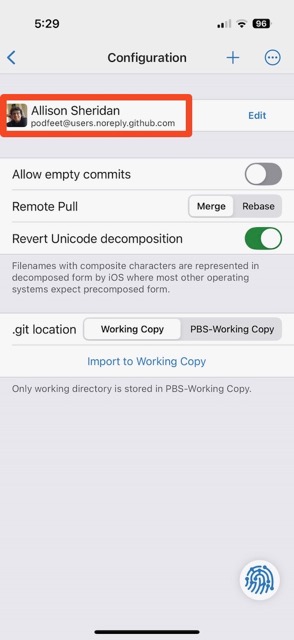 5:29
96
Configuration
Allison Sheridan
podfeet@users.noreply.github.com
Edit
Allow empty commits
Remote Pull
Merge
Rebase
Revert Unicode decomposition
Filenames with composite characters are represented in
decomposed form by iOS where most other operating
systems expect precomposed form.
.git location
Working Copy
PBS-Working Copy
Import to Working Copy
Only working directory is stored in PBS-Working Copy.